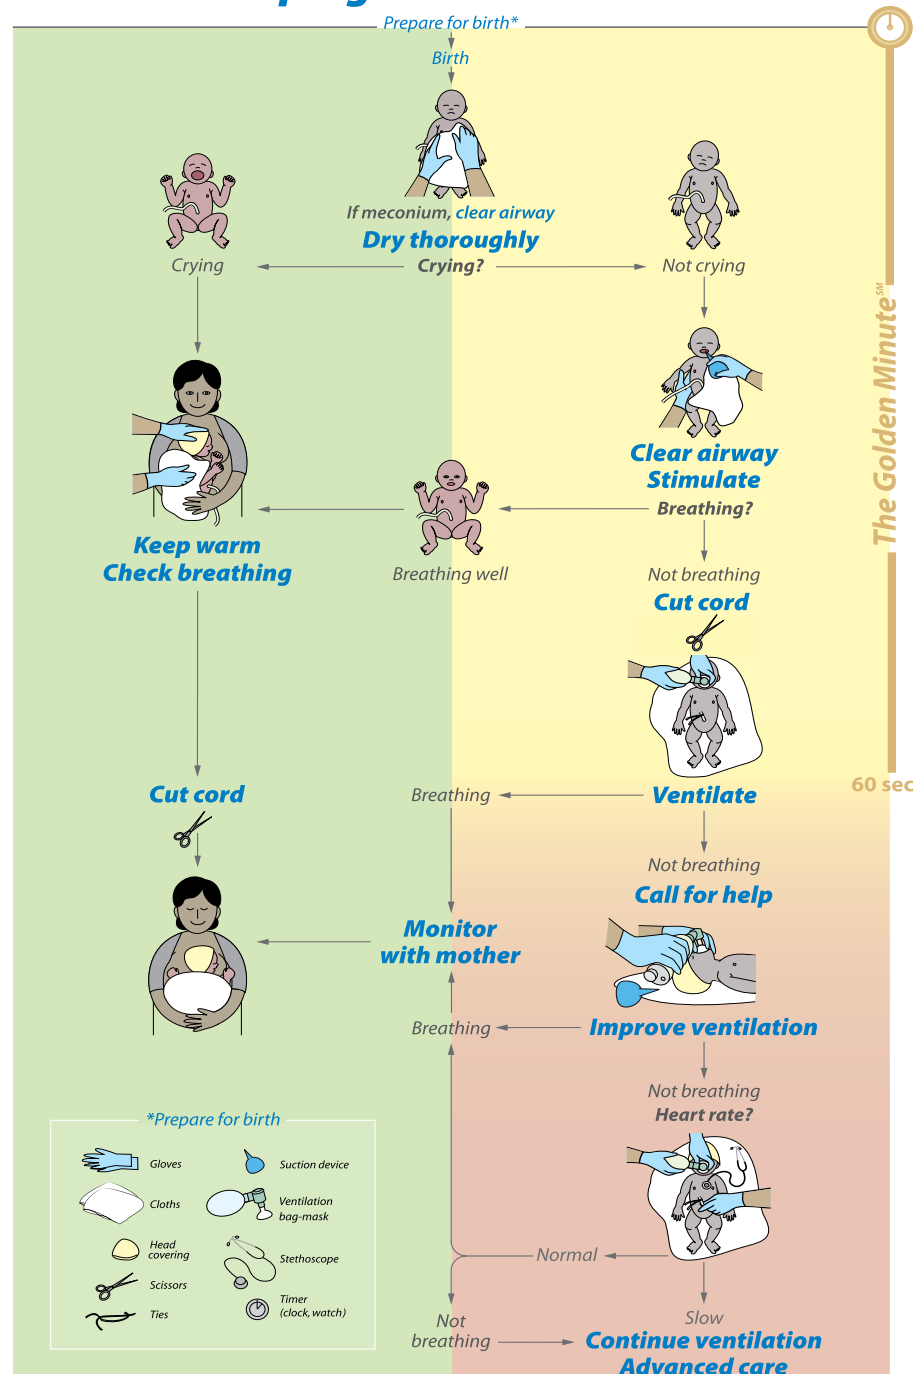 Prepare for birth*
Birth
If meconium, clear airway
Dry thoroughly
Crying
Crying?
Not crying
The Golden Minute SM
Clear airway
Stimulate
Breathing?
Keep warm
Check breathing
Breathing well
Not breathing
Cut cord
Cut cord
Breathing
Ventilate
60 sec
Not breathing
Call for help
Monitor
with mother
Breathing
Improve ventilation
Not breathing
Heart rate?
*Prepare for birth
Gloves
Suction device
Cloths
Ventilation
bag-mask
Head
covering
Stethoscope
Scissors
Ties
Timer
(clock, watch)
Normal
Not
breathing
Slow
Continue ventilation
Advanced care